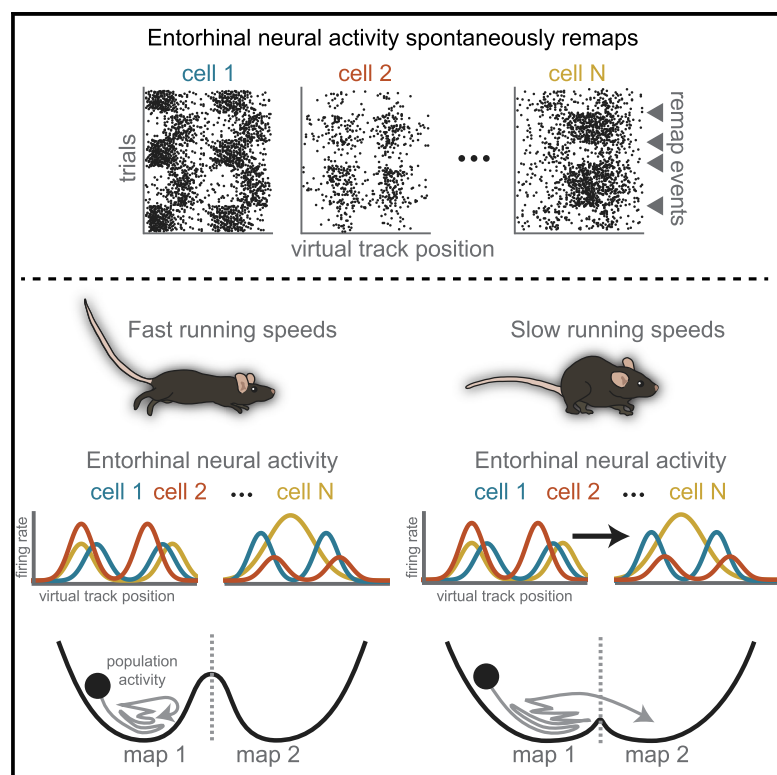 Entorhinal neural activity spontaneously remaps
cell 1 cell 2 cell N
trials
...
remap events
virtual track position
Fast running speeds
Slow running speeds
Entorhinal neural activity
cell 1 cell 2 ... cell N
firing rate
virtual track position
Entorhinal neural activity
cell 1 cell 2 ... cell N
firing rate
virtual track position
population
activity
map 1 map 2
map 1 map 2